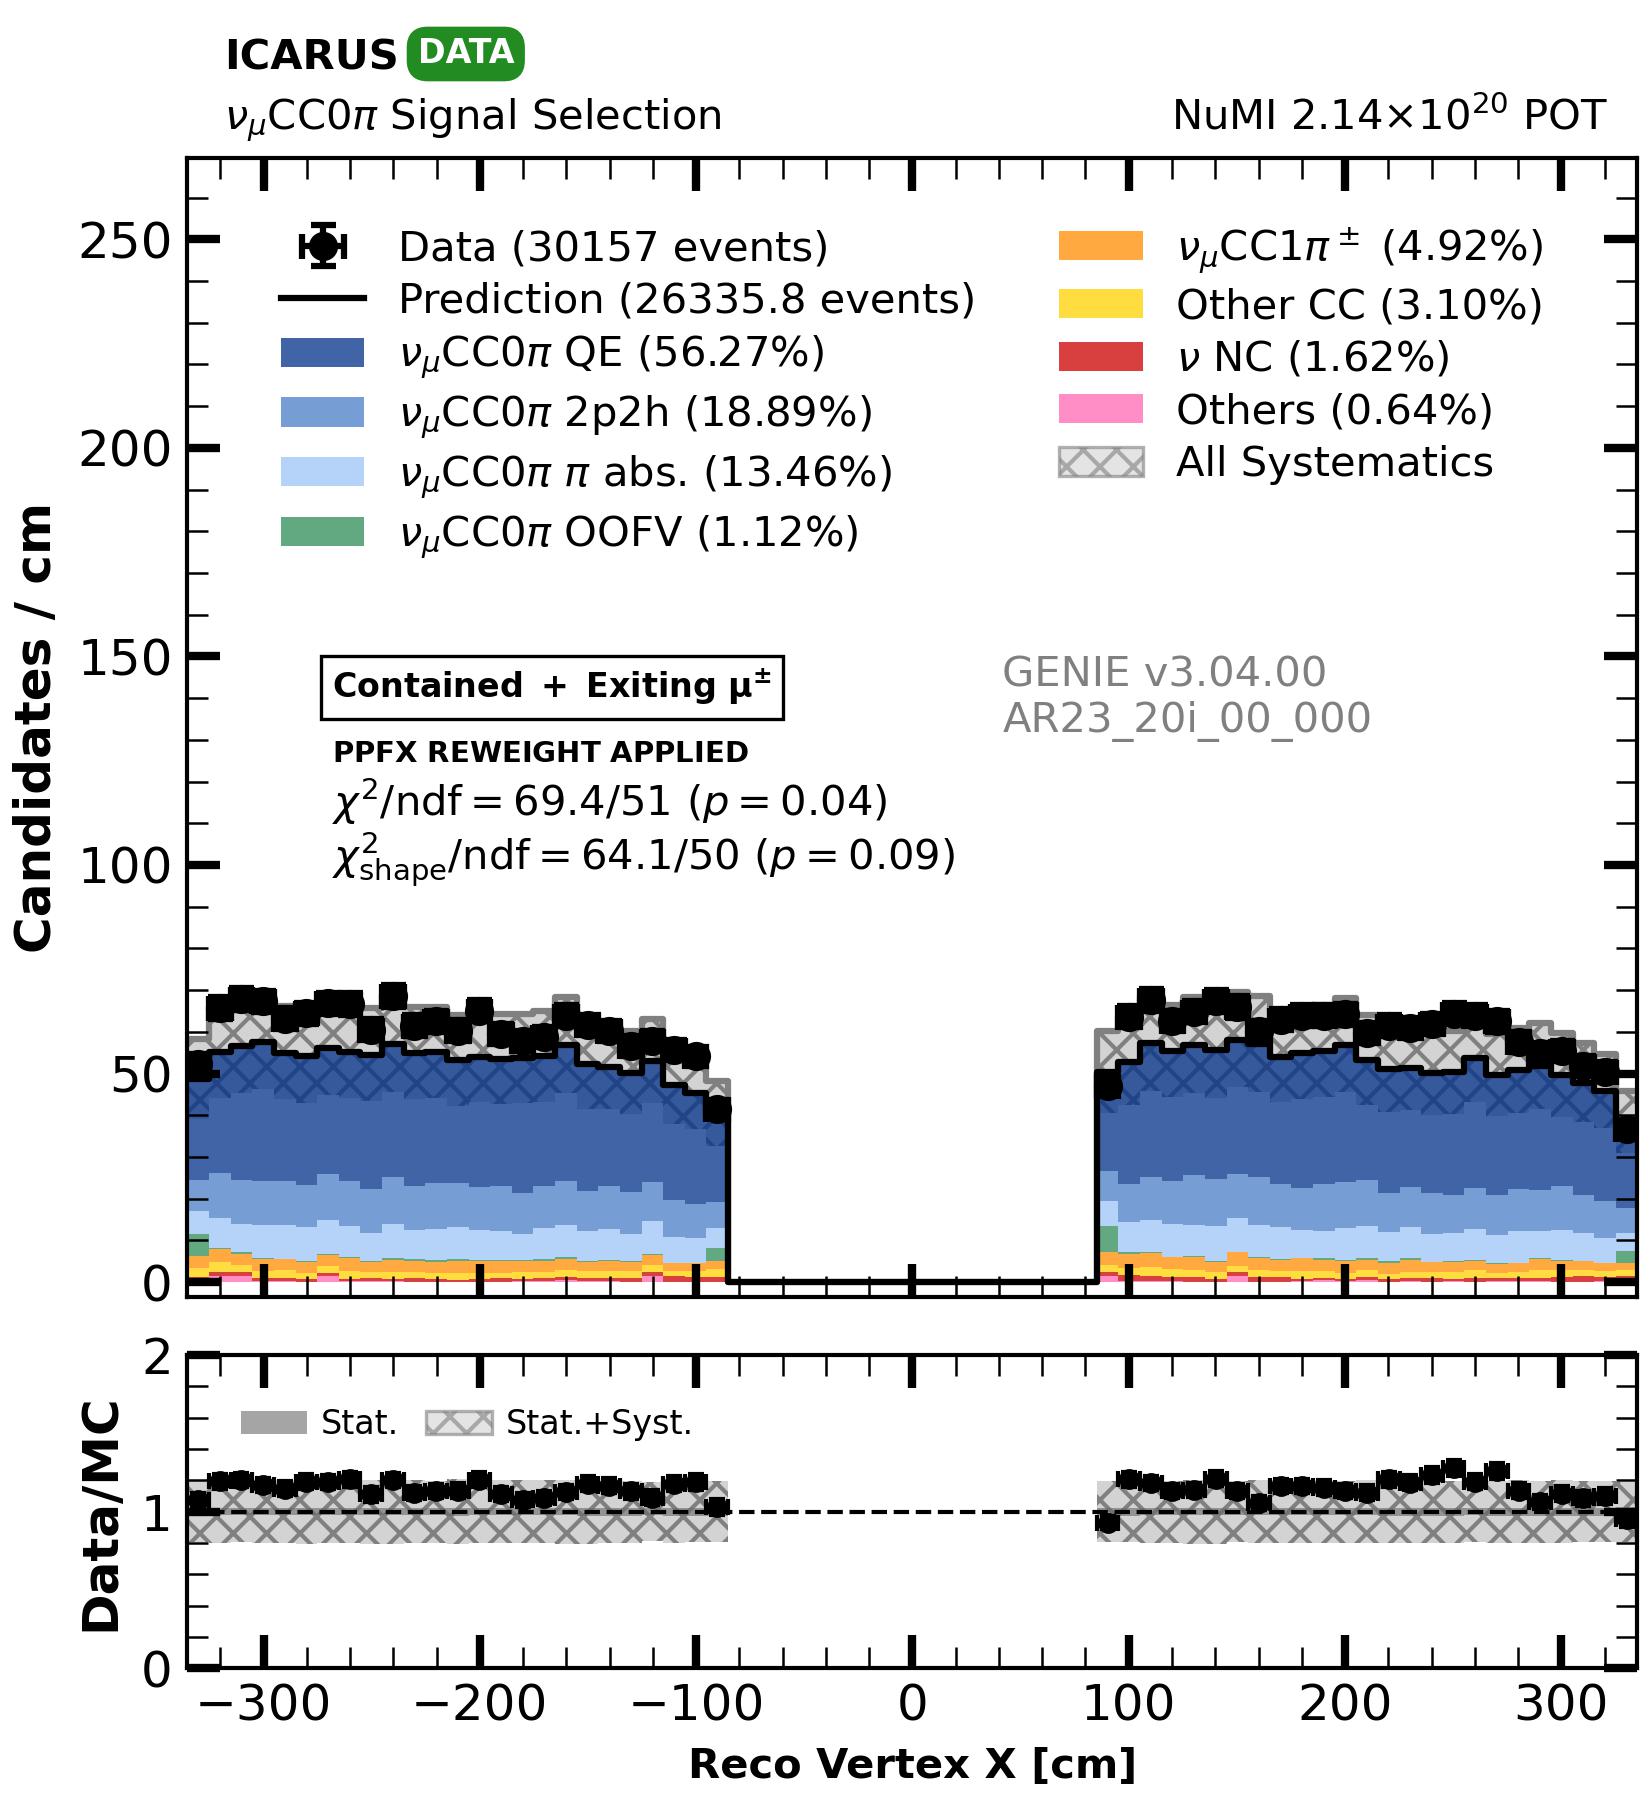 ICARUS DATA
νμCC0π Signal Selection
NuMI 2.14×10²⁰ POT
Candidates / cm
250
200
150
100
50
0
Data (30157 events)
Prediction (26335.8 events)
νμCC0π QE (56.27%)
νμCC0π 2p2h (18.89%)
νμCC0π π abs. (13.46%)
νμCC0π OOFV (1.12%)
νμCC1π± (4.92%)
Other CC (3.10%)
ν NC (1.62%)
Others (0.64%)
All Systematics
Contained + Exiting μ±
PPFX REWEIGHT APPLIED
χ²/ndf = 69.4/51 (p = 0.04)
χ²shape/ndf = 64.1/50 (p = 0.09)
GENIE v3.04.00
AR23_20i_00_000
Data/MC
2
1
0
Stat.
Stat.+Syst.
−300 −200 −100 0 100 200 300
Reco Vertex X [cm]